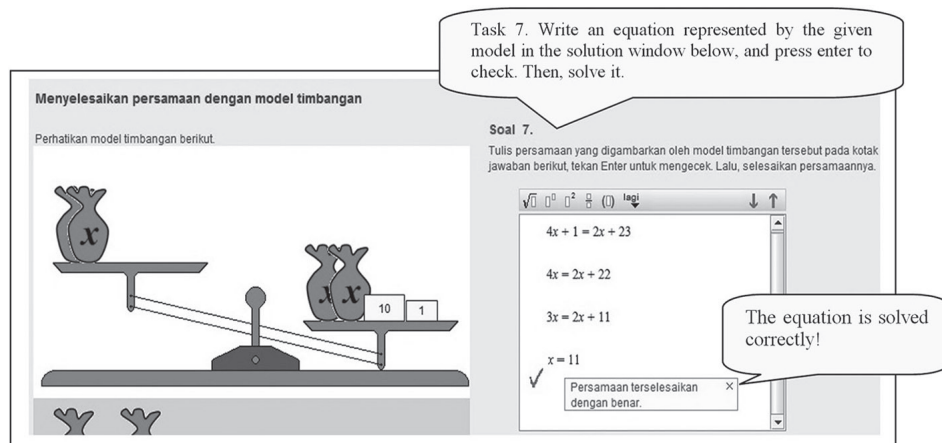 Task 7. Write an equation represented by the given
model in the solution window below, and press enter to
check. Then, solve it.
Menyelesaikan persamaan dengan model timbangan
Perhatikan model timbangan berikut.
x
x x 10 1
Soal 7.
Tulis persamaan yang digambarkan oleh model timbangan tersebut pada kotak
jawaban berikut, tekan Enter untuk mengecek. Lalu, selesaikan persamaannya.
lagi
4x + 1 = 2x + 23
4x = 2x + 22
3x = 2x + 11
x = 11
Persamaan terselesaikan
dengan benar.
The equation is solved
correctly!